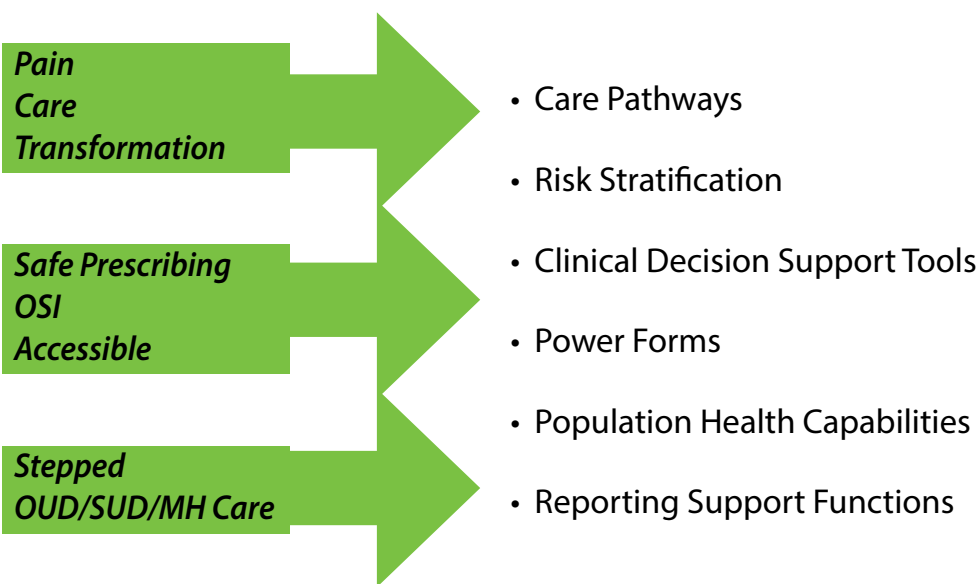 Pain
Care
Transformation
Safe Prescribing
OSI
Accessible
Stepped
OUD/SUD/MH Care
• Care Pathways
• Risk Stratification
• Clinical Decision Support Tools
• Power Forms
• Population Health Capabilities
• Reporting Support Functions